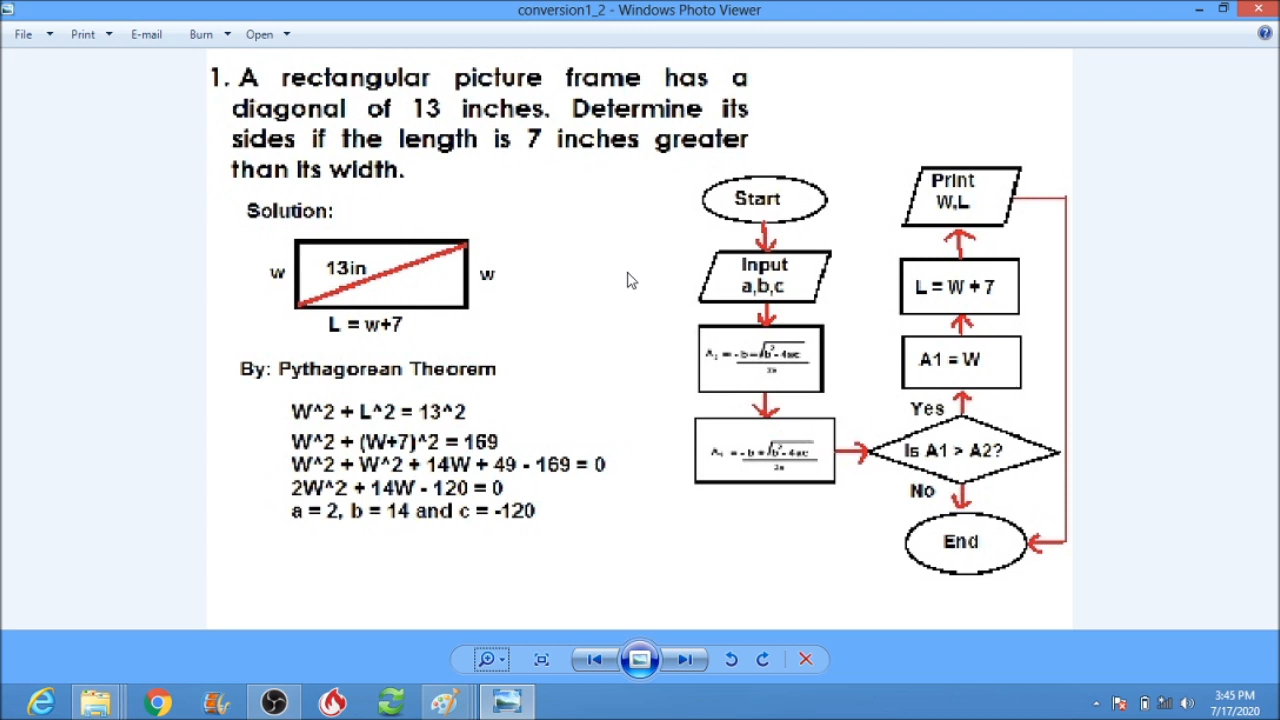 conversion1_2 - Windows Photo Viewer
File Print E-mail Burn Open
1. A rectangular picture frame has a
diagonal of 13 inches. Determine its
sides if the length is 7 inches greater
than its width.
Solution:
w 13in w
L = w+7
By: Pythagorean Theorem
W^2 + L^2 = 13^2
W^2 + (W+7)^2 = 169
W^2 + W^2 + 14W + 49 - 169 = 0
2W^2 + 14W - 120 = 0
a = 2, b = 14 and c = -120
Start
Input
a,b,c
Is A1 > A2?
Yes
A1 = W
L = W + 7
Print
W,L
No
End
3:45 PM
7/17/2020